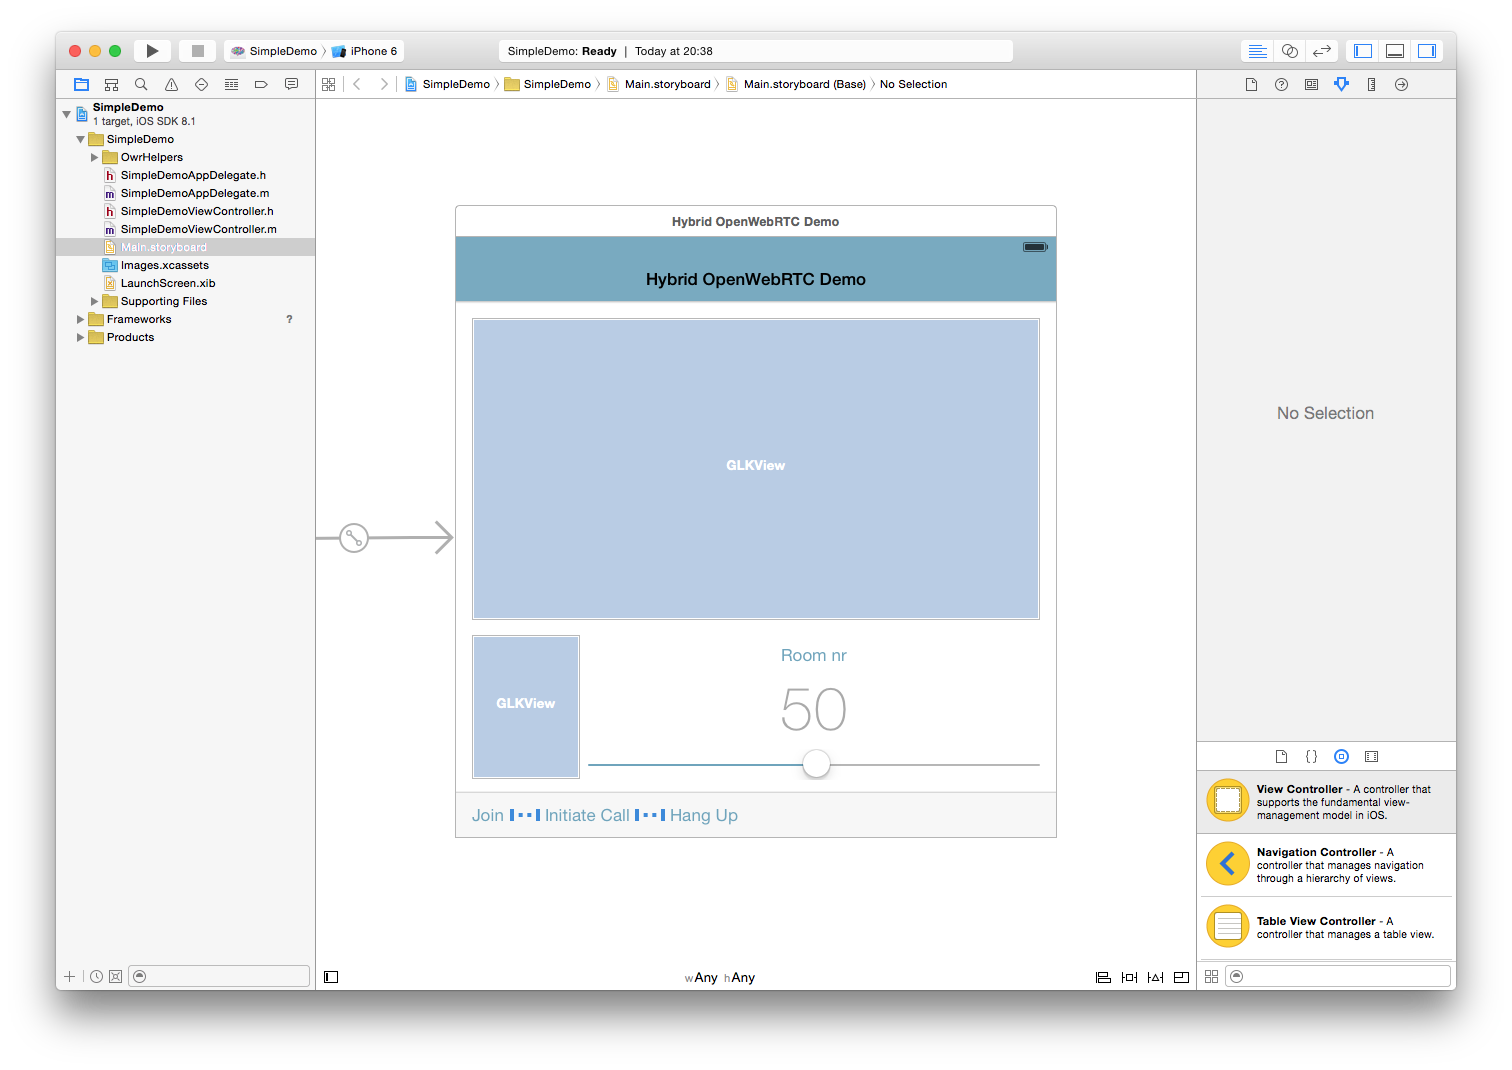 SimpleDemo iPhone 6
SimpleDemo: Ready | Today at 20:38
SimpleDemo
1 target, iOS SDK 8.1
SimpleDemo
OwrHelpers
h SimpleDemoAppDelegate.h
m SimpleDemoAppDelegate.m
h SimpleDemoViewController.h
m SimpleDemoViewController.m
Main.storyboard
Images.xcassets
LaunchScreen.xib
Supporting Files
Frameworks ?
Products
SimpleDemo SimpleDemo Main.storyboard Main.storyboard (Base) No Selection
Hybrid OpenWebRTC Demo
Hybrid OpenWebRTC Demo
GLKView
GLKView
Room nr
50
Join Initiate Call Hang Up
wAny hAny
No Selection
{ }
View Controller - A controller that
supports the fundamental view-
management model in iOS.
Navigation Controller - A
controller that manages navigation
through a hierarchy of views.
Table View Controller - A
controller that manages a table view.